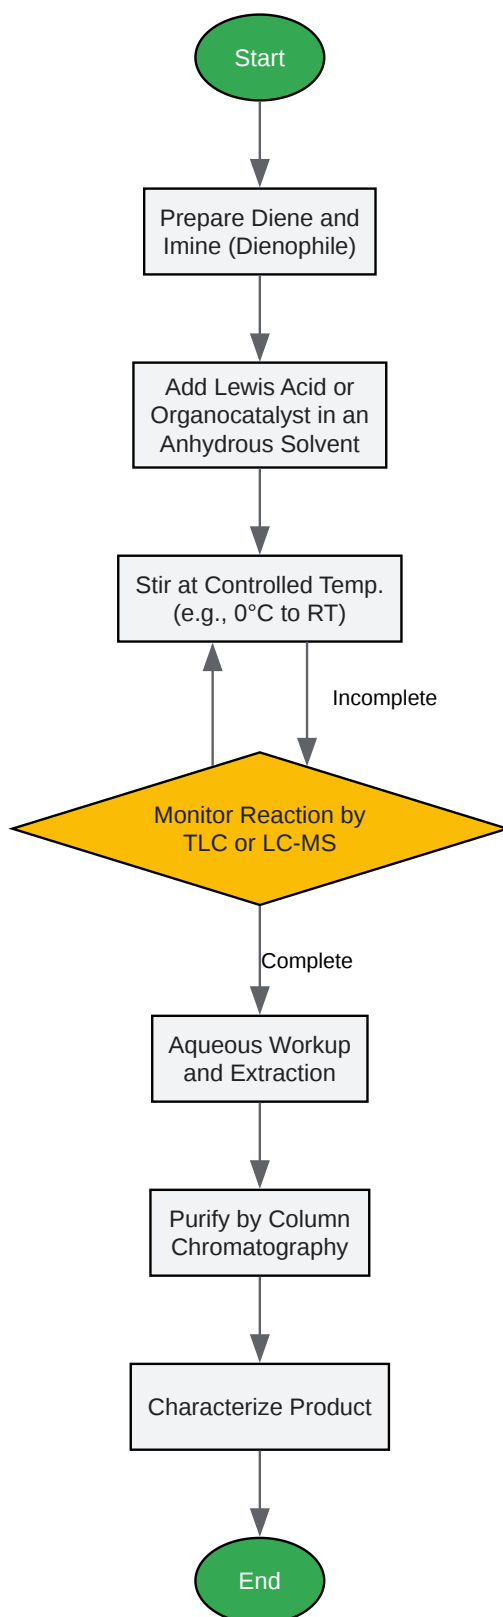 Start
Prepare Diene and
Imine (Dienophile)
Add Lewis Acid or
Organocatalyst in an
Anhydrous Solvent
Stir at Controlled Temp.
(e.g., 0°C to RT)
Incomplete
Monitor Reaction by
TLC or LC-MS
Complete
Aqueous Workup
and Extraction
Purify by Column
Chromatography
Characterize Product
End